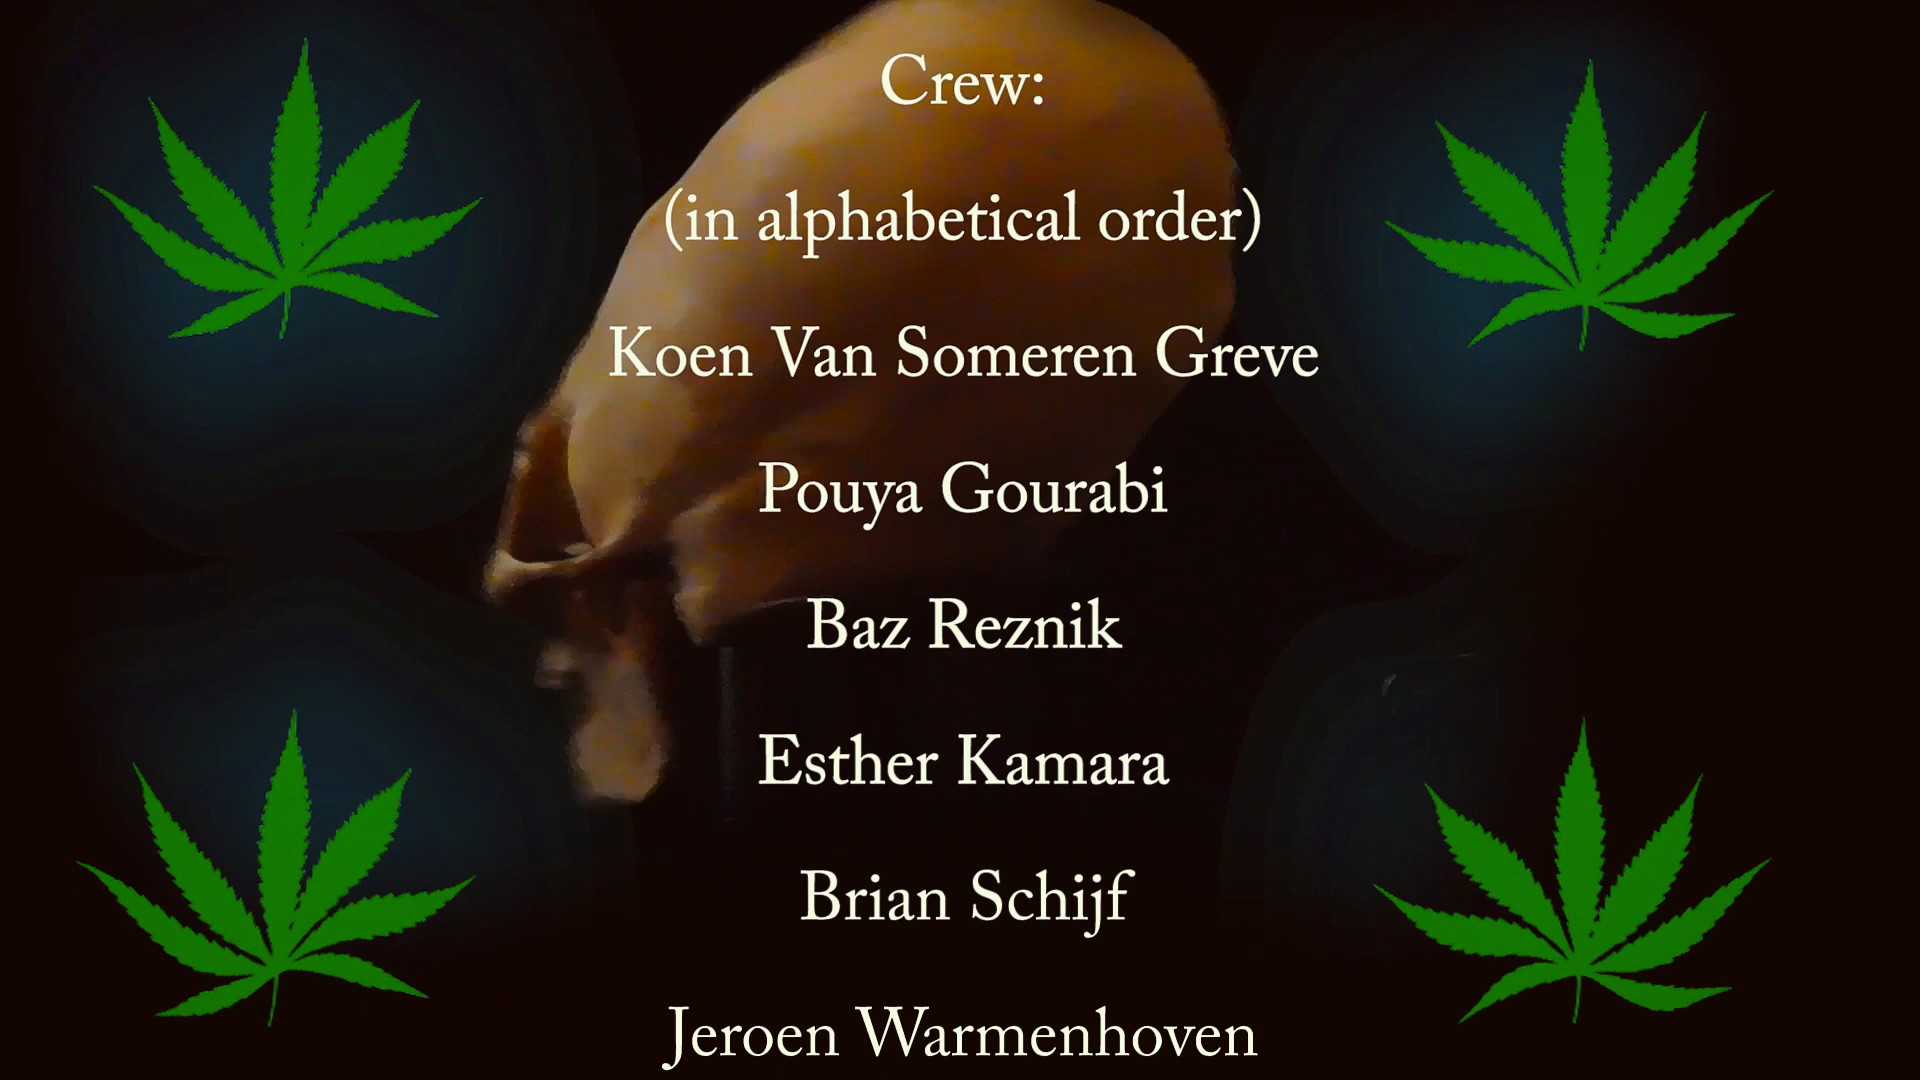 Crew:
(in alphabetical order)
Koen Van Someren Greve
Pouya Gourabi
Baz Reznik
Esther Kamara
Brian Schijf
Jeroen Warmenhoven